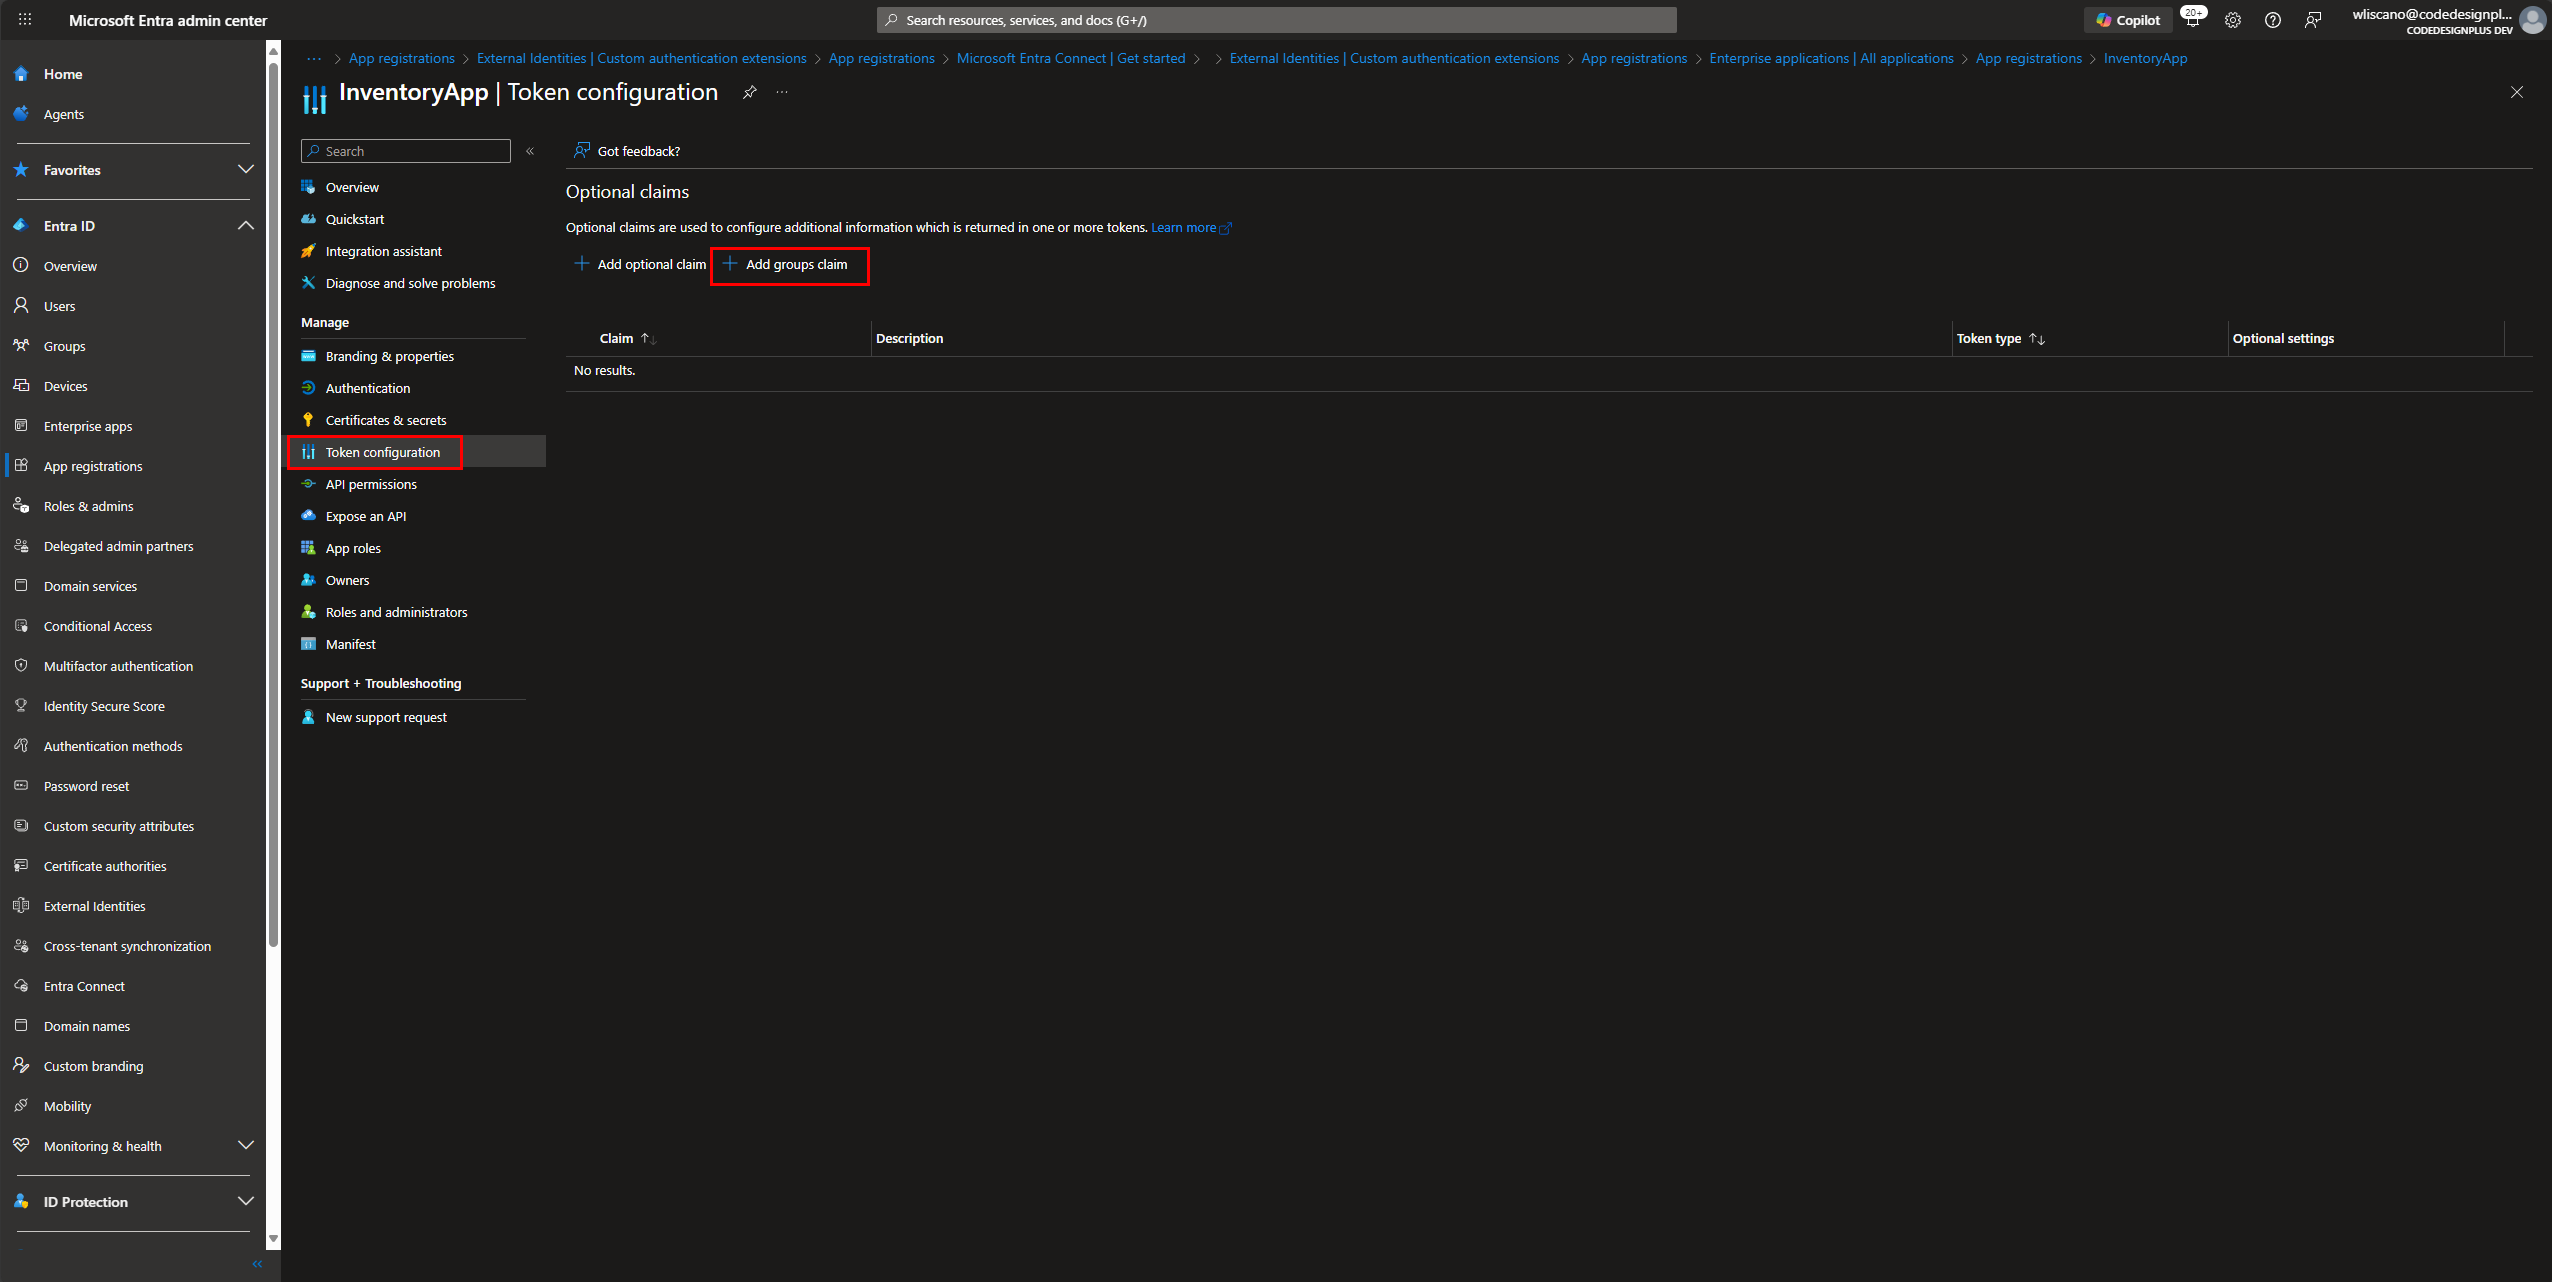 Microsoft Entra admin center
Search resources, services, and docs (G+/)
Copilot
20+
wliscano@codedesignpl...
CODEDESIGNPLUS DEV
Home
Agents
Favorites
Entra ID
Overview
Users
Groups
Devices
Enterprise apps
App registrations
Roles & admins
Delegated admin partners
Domain services
Conditional Access
Multifactor authentication
Identity Secure Score
Authentication methods
Password reset
Custom security attributes
Certificate authorities
External Identities
Cross-tenant synchronization
Entra Connect
Domain names
Custom branding
Mobility
Monitoring & health
ID Protection
... > App registrations > External Identities | Custom authentication extensions > App registrations > Microsoft Entra Connect | Get started > > External Identities | Custom authentication extensions > App registrations > Enterprise applications | All applications > App registrations > InventoryApp
InventoryApp | Token configuration
Search
Overview
Quickstart
Integration assistant
Diagnose and solve problems
Manage
Branding & properties
Authentication
Certificates & secrets
Token configuration
API permissions
Expose an API
App roles
Owners
Roles and administrators
Manifest
Support + Troubleshooting
New support request
Got feedback?
Optional claims
Optional claims are used to configure additional information which is returned in one or more tokens. Learn more
Add optional claim Add groups claim
Claim Description Token type Optional settings
No results.